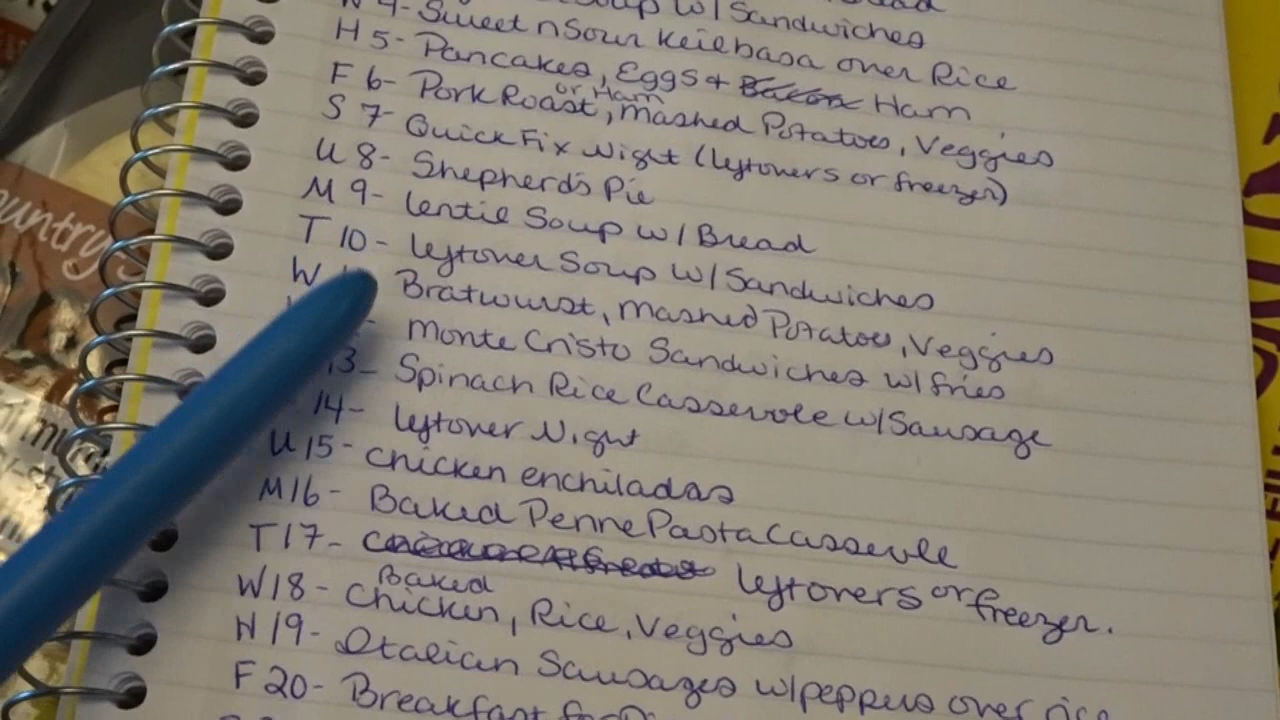 Soup w/ Sandwiches
W 4- Sweet n Sour Keilbasa over Rice
H 5- Pancakes, Eggs + Ham
F 6- Pork Roast or Ham, Mashed Potatoes, Veggies
S 7- Quick Fix Night (leftovers or freezer)
U 8- Shepherd's Pie
M 9- Lentil Soup w/ Bread
T 10- leftover Soup w/ Sandwiches
W Bratwurst, Mashed Potatoes, Veggies
Monte Cristo Sandwiches w/ fries
13- Spinach Rice Casserole w/ Sausage
14- leftover Night
U 15- Chicken enchiladas
M 16- Baked Penne Pasta Casserole
T 17- leftovers or freezer.
W 18- Baked Chicken, Rice, Veggies
H 19- Italian Sausages w/ peppers over rice
F 20- Breakfast for